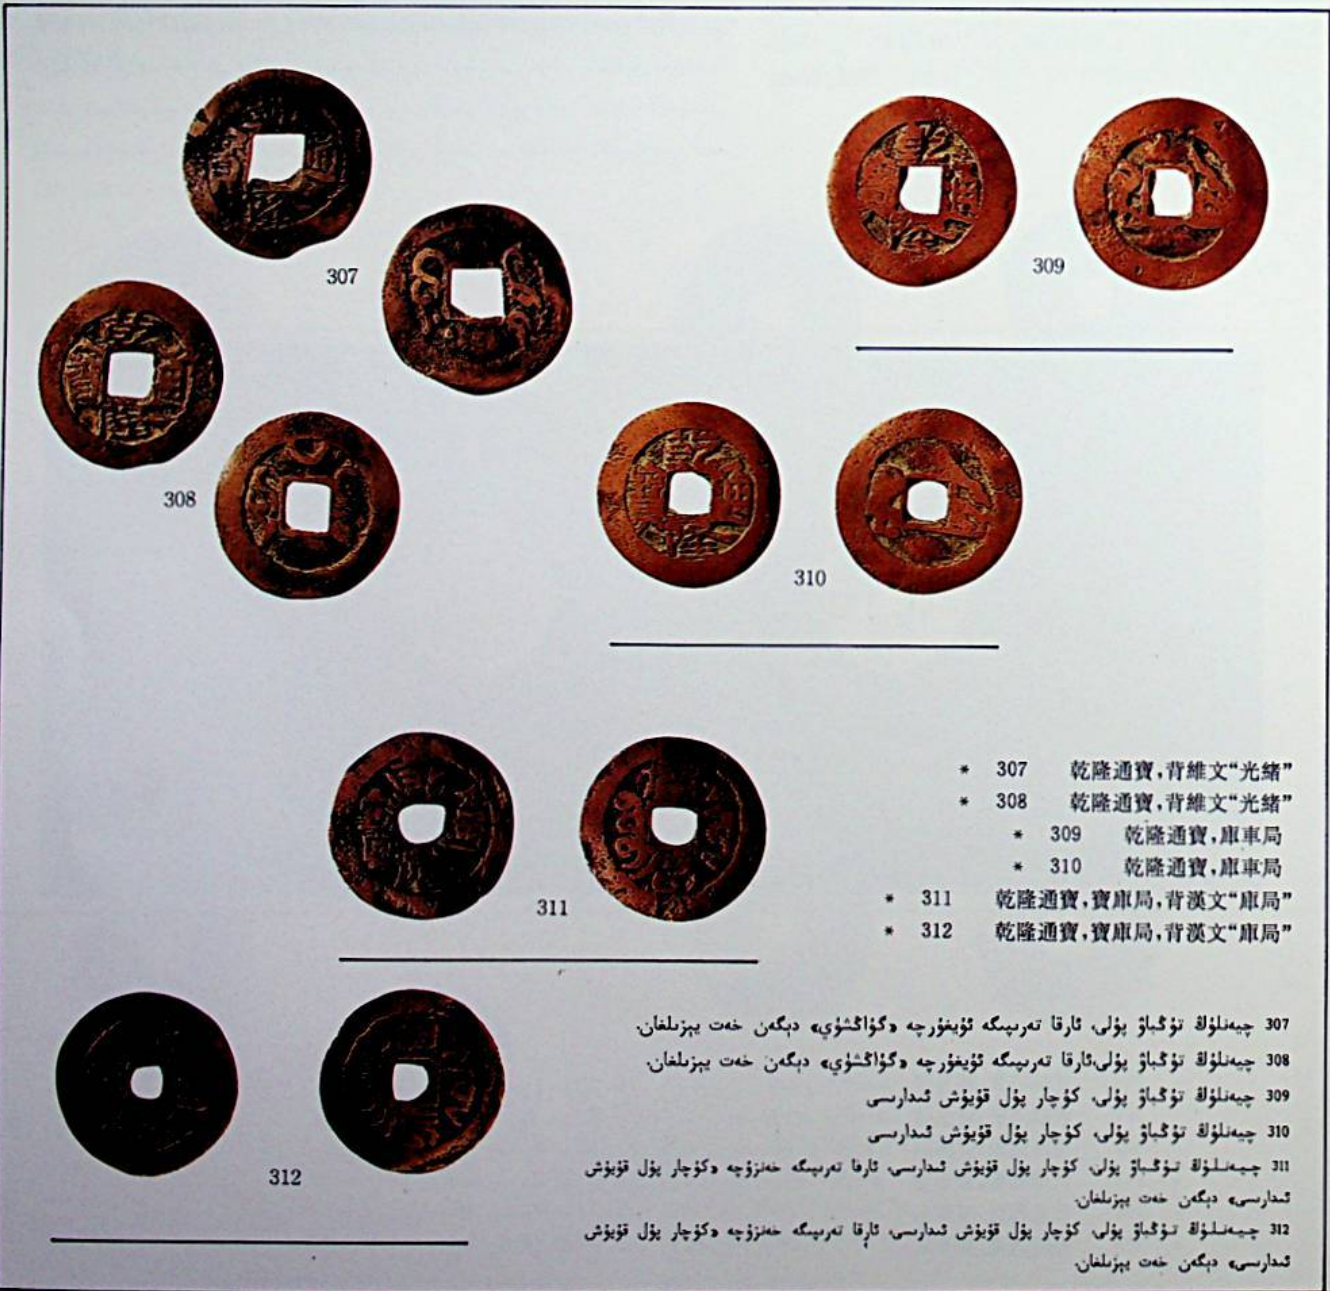 307
309
308
310
311
312
* 307 乾隆通寶,背維文“光緒”
* 308 乾隆通寶,背維文“光緒”
* 309 乾隆通寶,庫車局
* 310 乾隆通寶,庫車局
* 311 乾隆通寶,寶庫局,背漢文“庫局”
* 312 乾隆通寶,寶庫局,背漢文“庫局”
307 چيەنلۇڭ تۇڭباۋ پۇلى، ئارقا تەرىپىگە ئۇيغۇرچە «گۇاڭشۈي» دېگەن خەت يېزىلغان.
308 چيەنلۇڭ تۇڭباۋ پۇلى،ئارقا تەرىپىگە ئۇيغۇرچە «گۇاڭشۈي» دېگەن خەت يېزىلغان.
309 چيەنلۇڭ تۇڭباۋ پۇلى، كۇچار پۇل قۇيۇش ئىدارىسى
310 چيەنلۇڭ تۇڭباۋ پۇلى، كۇچار پۇل قۇيۇش ئىدارىسى
311 چيەنلۇڭ تۇڭباۋ پۇلى، كۇچار پۇل قۇيۇش ئىدارىسى، ئارقا تەرىپىگە خەنزۇچە «كۇچار پۇل قۇيۇش
ئىدارىسى» دېگەن خەت يېزىلغان.
312 چيەنلۇڭ تۇڭباۋ پۇلى، كۇچار پۇل قۇيۇش ئىدارىسى، ئارقا تەرىپىگە خەنزۇچە «كۇچار پۇل قۇيۇش
ئىدارىسى» دېگەن خەت يېزىلغان.